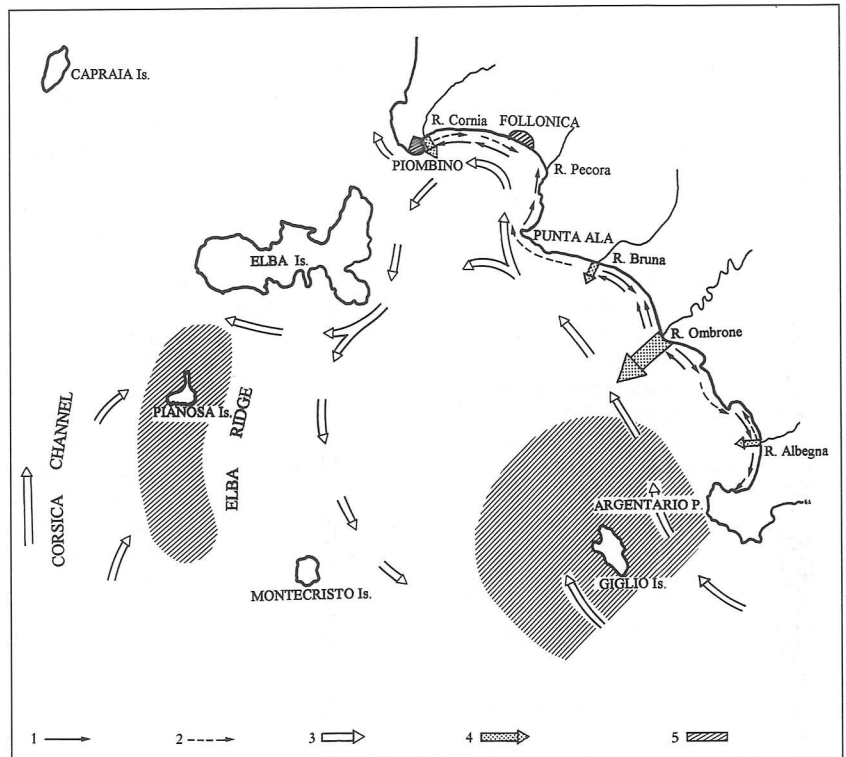 CAPRAIA Is.
R. Cornia
FOLLONICA
PIOMBINO
R. Pecora
PUNTA ALA
ELBA Is.
R. Bruna
R. Ombrone
PIANOSA Is.
CORSICA CHANNEL
ELBA RIDGE
R. Albegna
ARGENTARIO P.
GIGLIO Is.
MONTECRISTO Is.
1
2
3
4
5